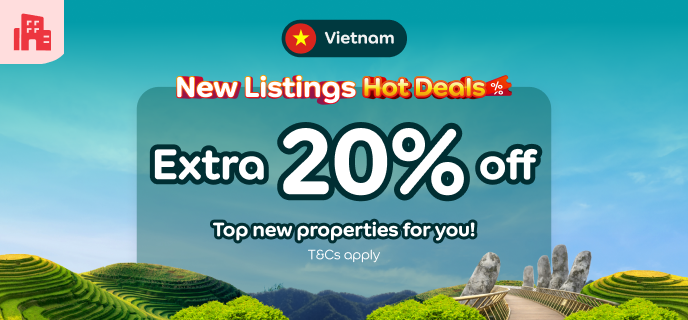 Vietnam
New Listings Hot Deals %
Extra 20% off
Top new properties for you!
T&Cs apply